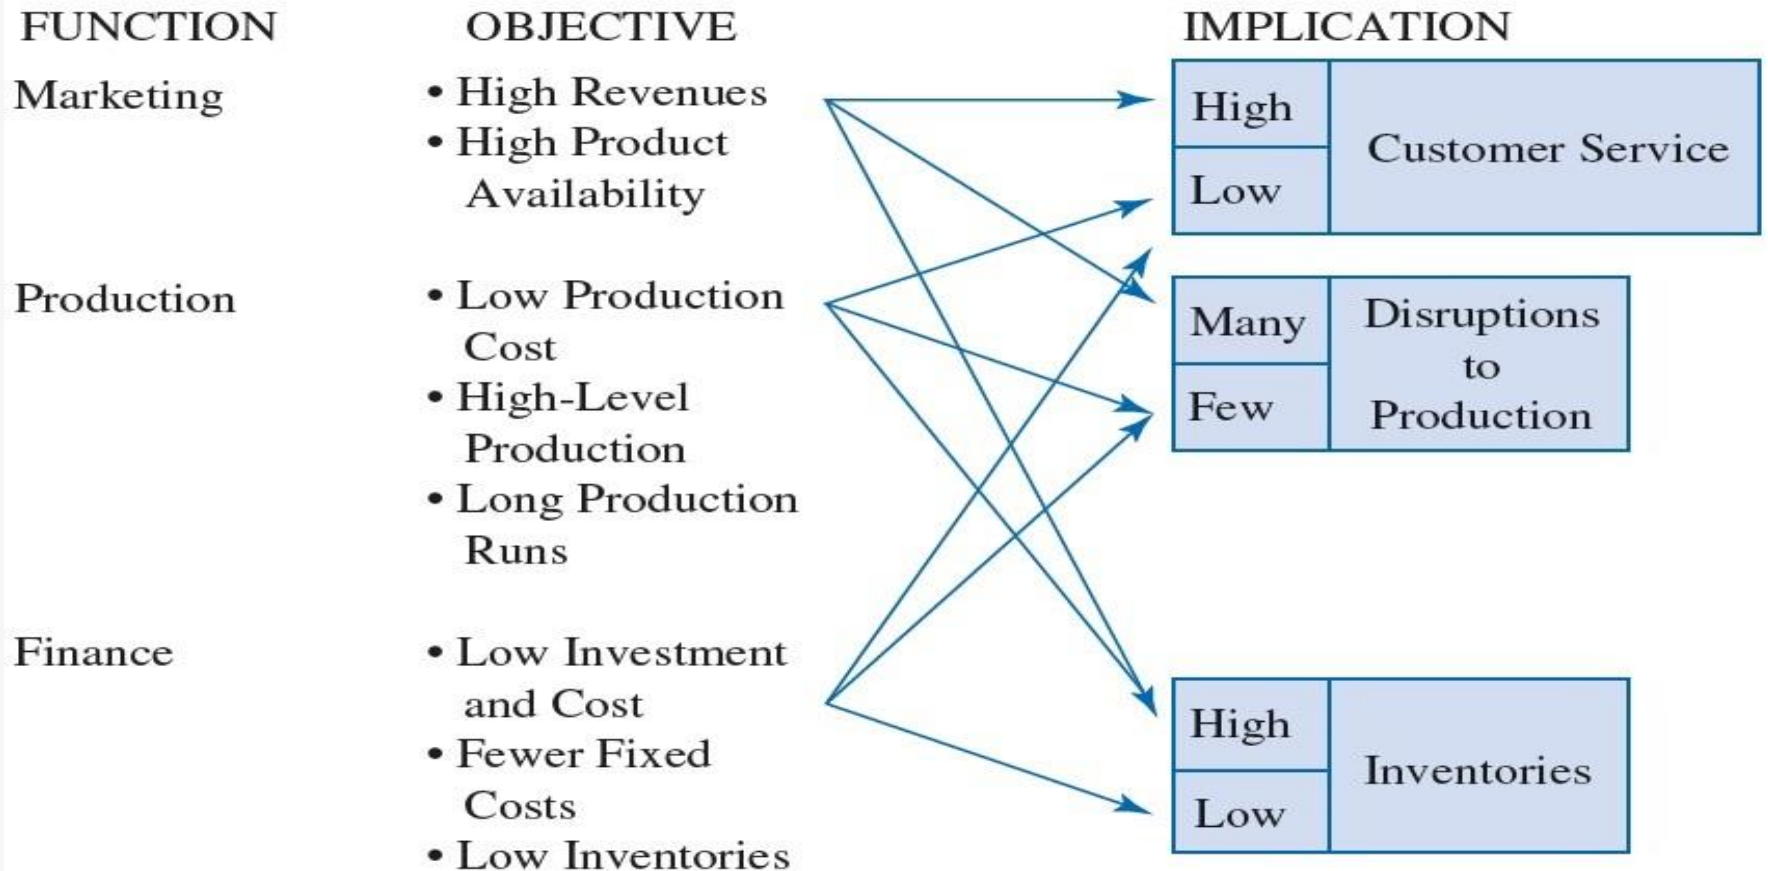 FUNCTION OBJECTIVE IMPLICATION
Marketing
• High Revenues
• High Product
Availability
Production
• Low Production
Cost
• High-Level
Production
• Long Production
Runs
Finance
• Low Investment
and Cost
• Fewer Fixed
Costs
• Low Inventories
High
Low
Customer Service
Many
Few
Disruptions
to
Production
High
Low
Inventories